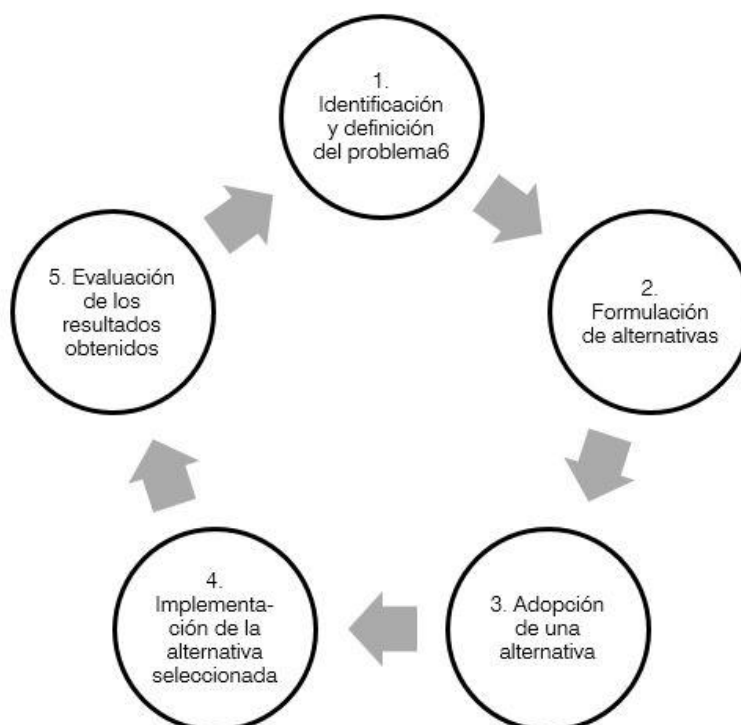 1.
Identificación
y definición
del problema6
2.
Formulación
de alternativas
3. Adopción
de una
alternativa
4.
Implementa-
ción de la
alternativa
seleccionada
5. Evaluación
de los
resultados
obtenidos